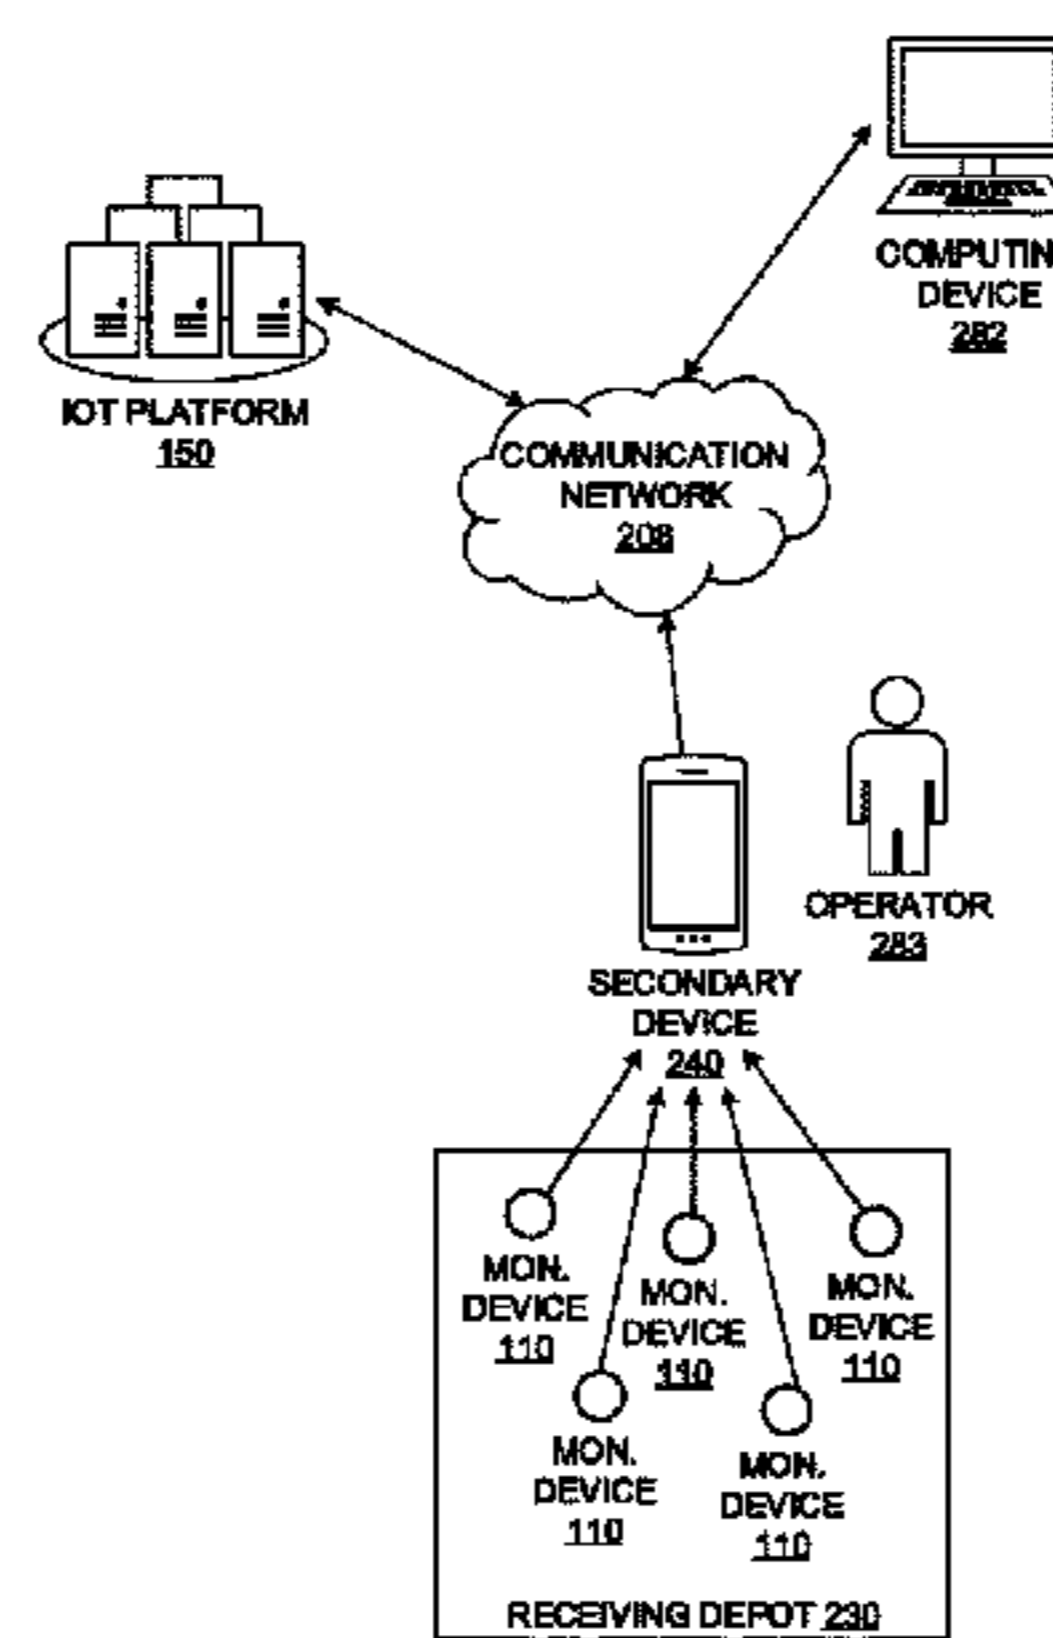 COMPUTIN
DEVICE
282
IOT PLATFORM
150
COMMUNICATION
NETWORK
208
OPERATOR
283
SECONDARY
DEVICE
240
MON.
DEVICE
110
MON.
DEVICE
110
MON.
DEVICE
110
MON.
DEVICE
110
MON.
DEVICE
110
RECEIVING DEPOT 230